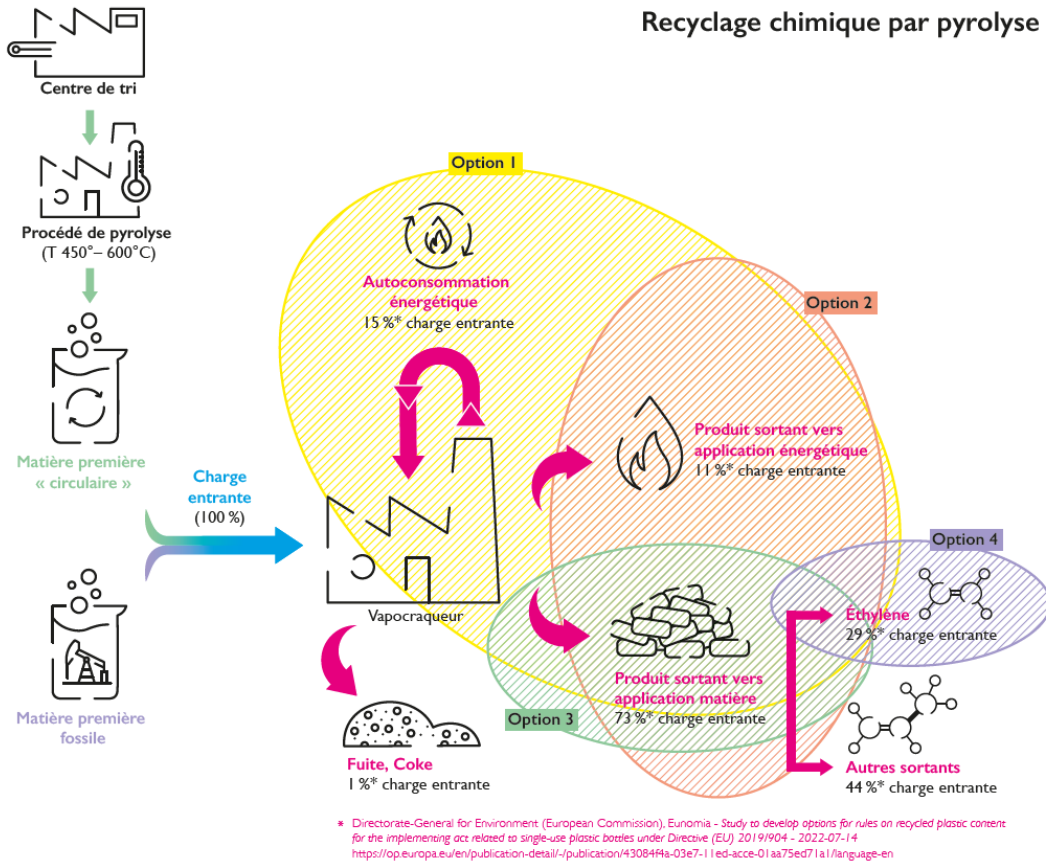 Recyclage chimique par pyrolyse
Centre de tri
Procédé de pyrolyse
(T 450°– 600°C)
Matière première
« circulaire »
Charge
entrante
(100 %)
Matière première
fossile
Option 1
Autoconsommation
énergétique
15 %* charge entrante
Option 2
Produit sortant vers
application énergétique
11 %* charge entrante
Vapocraqueur
Option 4
Éthylène
29 %* charge entrante
Produit sortant vers
application matière
73 %* charge entrante
Option 3
Fuite, Coke
1 %* charge entrante
Autres sortants
44 %* charge entrante
* Directorate-General for Environment (European Commission), Eunomia - Study to develop options for rules on recycled plastic content
for the implementing act related to single-use plastic bottles under Directive (EU) 2019/904 - 2022-07-14
https://op.europa.eu/en/publication-detail/-/publication/43084f4a-03e7-11ed-acce-01aa75ed71a1/language-en